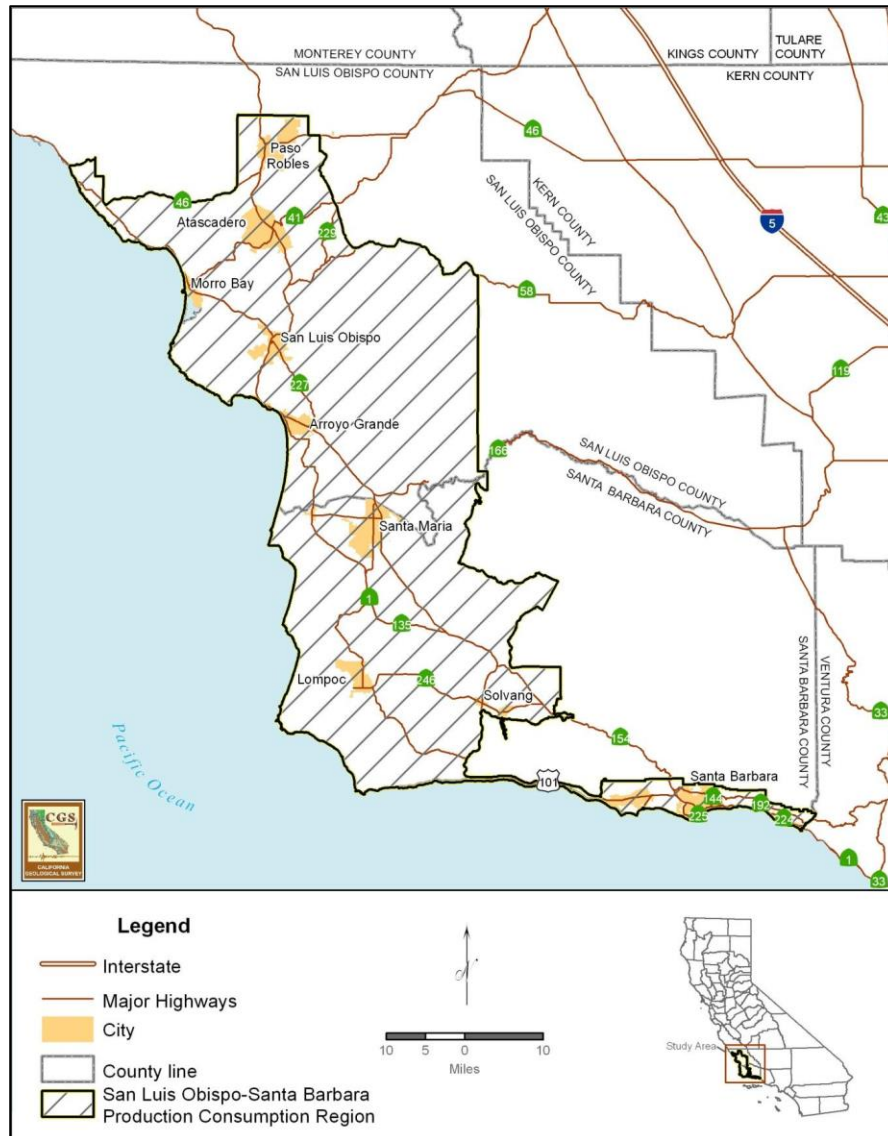 MONTEREY COUNTY
SAN LUIS OBISPO COUNTY
KINGS COUNTY
TULARE
COUNTY
KERN COUNTY
46
Paso
Robles
KERN COUNTY
SAN LUIS OBISPO COUNTY
46
Atascadero
41
229
5
43
Morro Bay
58
San Luis Obispo
227
119
Arroyo Grande
166
SAN LUIS OBISPO COUNTY
SANTA BARBARA COUNTY
Santa Maria
1
135
Lompoc
246
Solvang
SANTA BARBARA COUNTY
VENTURA COUNTY
33
154
Pacific Ocean
101
Santa Barbara
144
192
225
224
1
33
CGS
CALIFORNIA
GEOLOGICAL SURVEY
Legend
Interstate
Major Highways
City
County line
San Luis Obispo-Santa Barbara
Production Consumption Region
N
10 5 0 10
Miles
Study Area